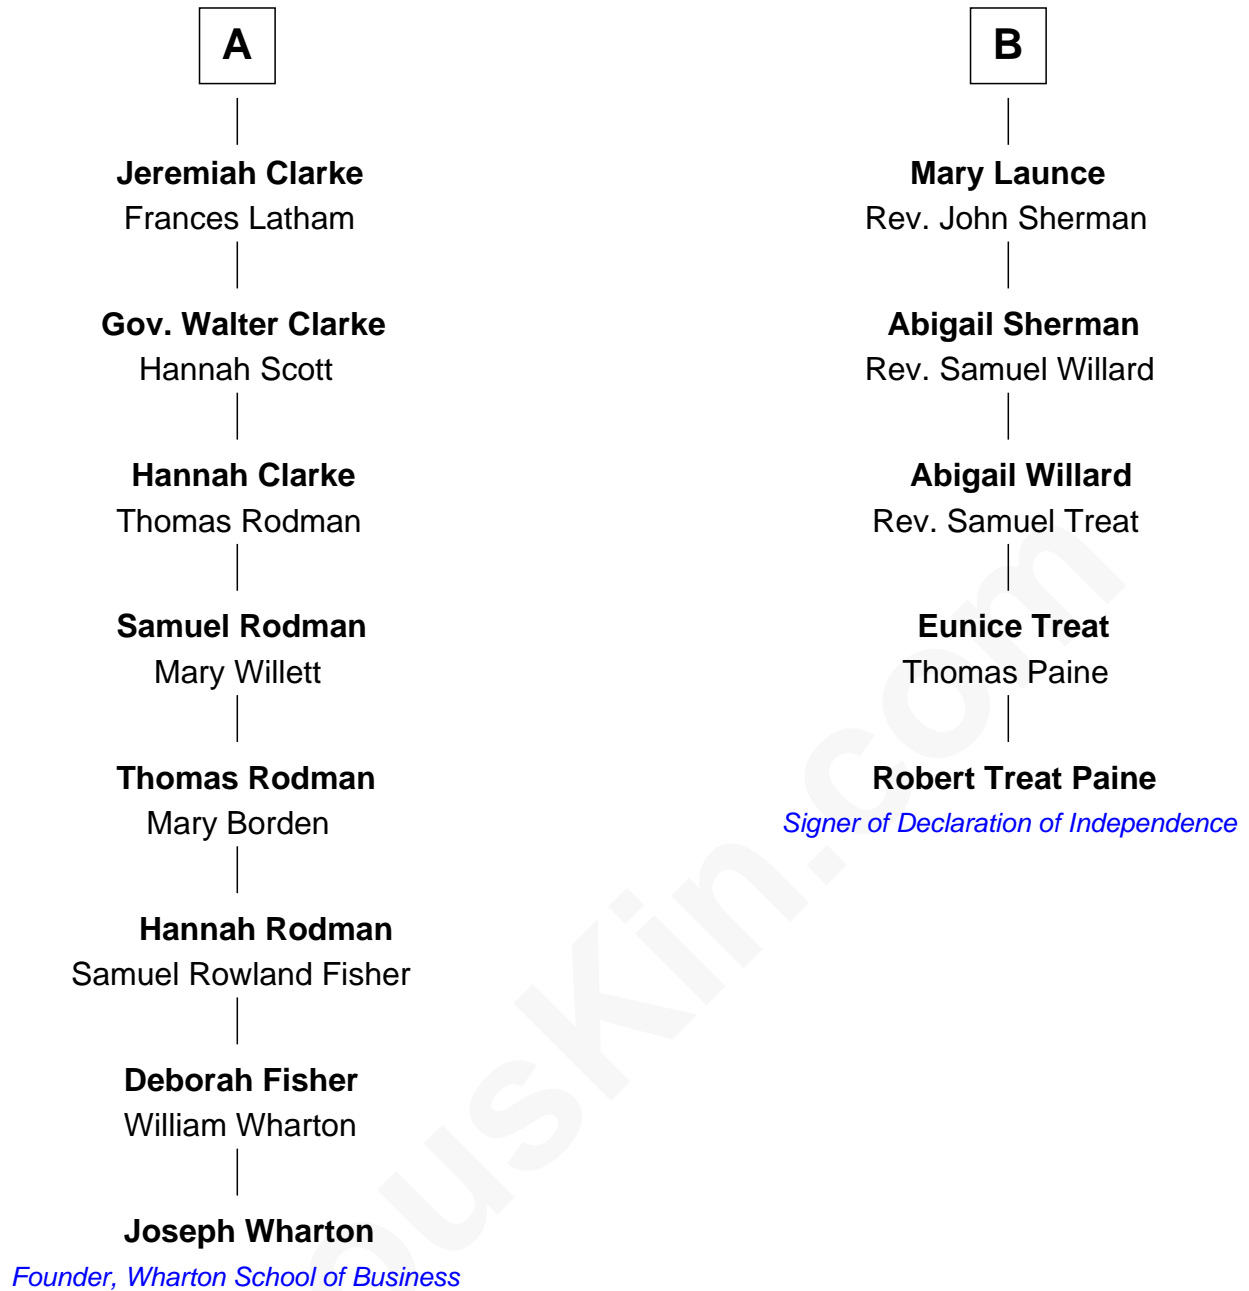 A
Jeremiah Clarke
Frances Latham
Gov. Walter Clarke
Hannah Scott
Hannah Clarke
Thomas Rodman
Samuel Rodman
Mary Willett
Thomas Rodman
Mary Borden
Hannah Rodman
Samuel Rowland Fisher
Deborah Fisher
William Wharton
Joseph Wharton
Founder, Wharton School of Business
B
Mary Launce
Rev. John Sherman
Abigail Sherman
Rev. Samuel Willard
Abigail Willard
Rev. Samuel Treat
Eunice Treat
Thomas Paine
Robert Treat Paine
Signer of Declaration of Independence
ousKin.com